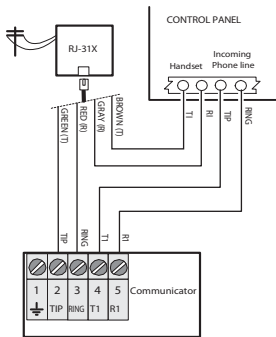 CONTROL PANEL
RJ-31X
Incoming
Handset Phone line
GREEN (T)
RED (R)
GRAY (R)
BROWN (T)
T1
RI
TIP
RING
TIP
RING
T1
R1
1 2 3 4 5 Communicator
TIP RING T1 R1